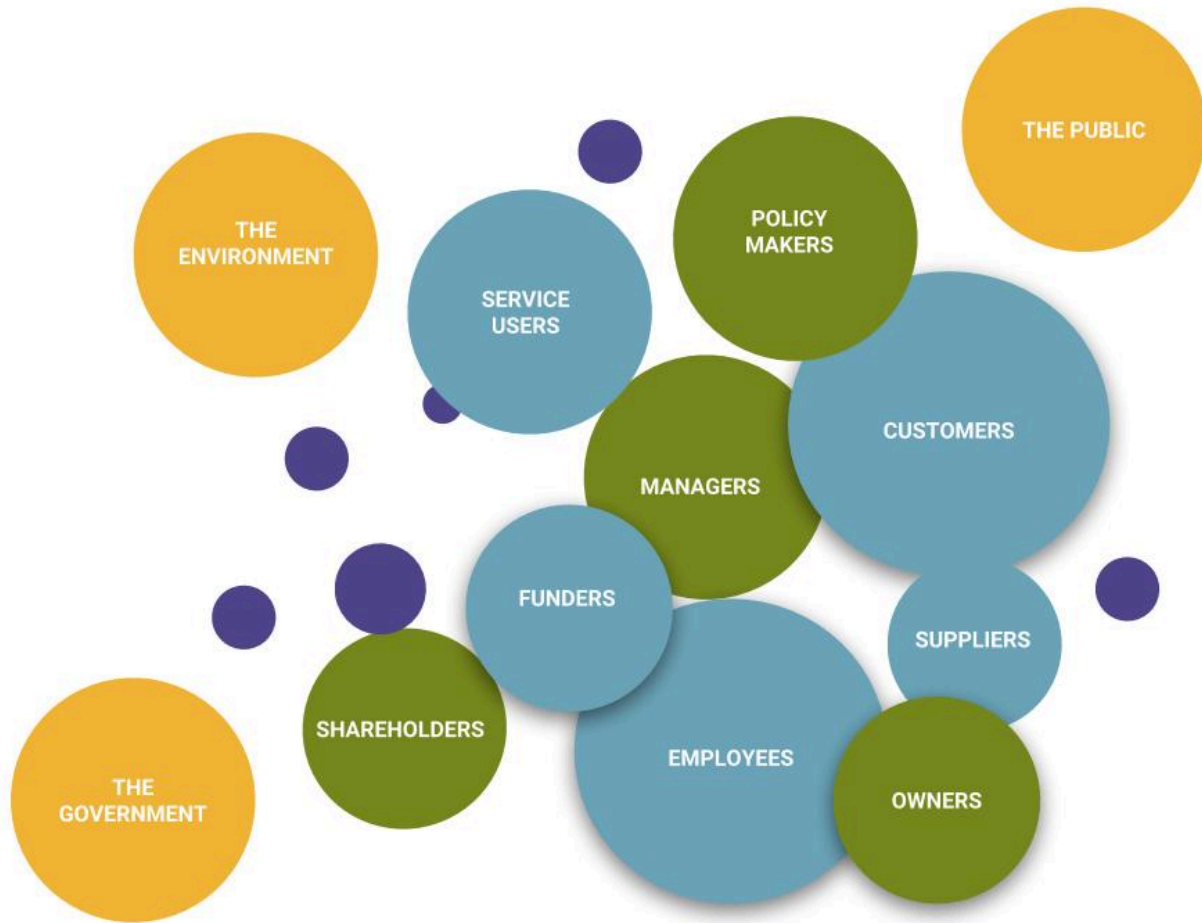 THE PUBLIC
POLICY
MAKERS
THE
ENVIRONMENT
SERVICE
USERS
CUSTOMERS
MANAGERS
FUNDERS
SUPPLIERS
SHAREHOLDERS
EMPLOYEES
THE
GOVERNMENT
OWNERS